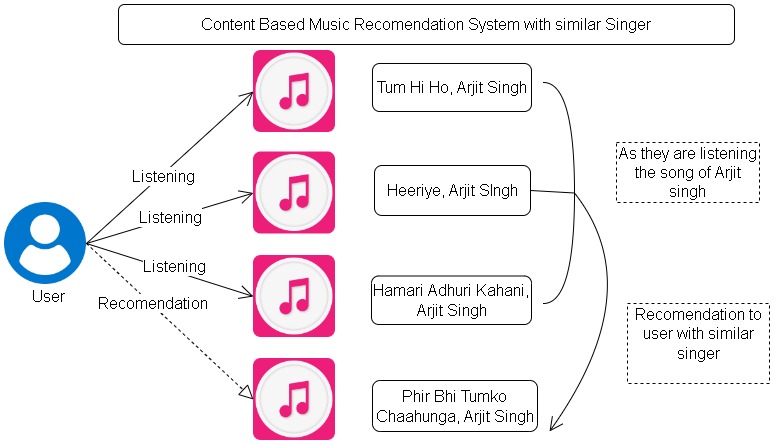 Content Based Music Recomendation System with similar Singer
Tum Hi Ho, Arjit Singh
As they are listening
the song of Arjit
singh
Listening
Heeriye, Arjit SIngh
Listening
Listening
User
Recomendation
Hamari Adhuri Kahani,
Arjit Singh
Recomendation to
user with similar
singer
Phir Bhi Tumko
Chaahunga, Arjit Singh